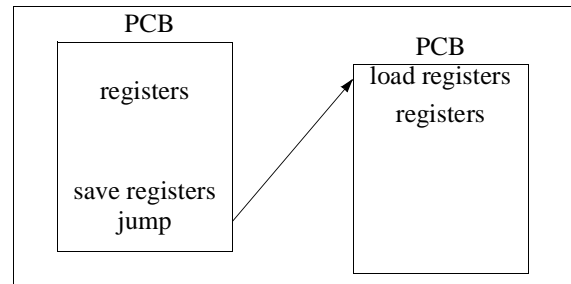 PCB
registers
save registers
jump
PCB
load registers
registers